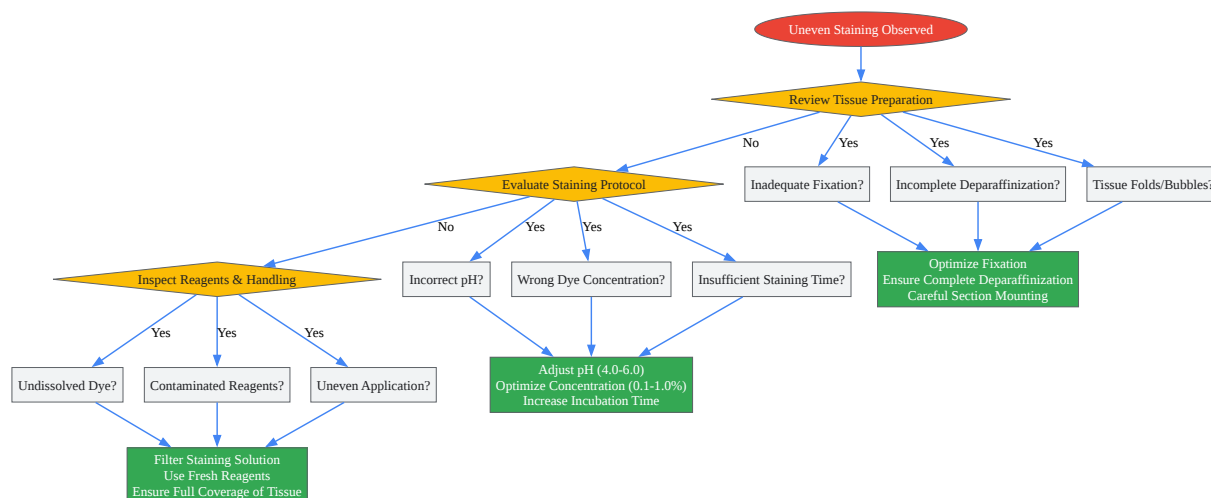 Uneven Staining Observed
Review Tissue Preparation
No
Yes
Yes
Yes
Evaluate Staining Protocol
Inadequate Fixation?
Incomplete Deparaffinization?
Tissue Folds/Bubbles?
No
Yes
Yes
Yes
Inspect Reagents & Handling
Incorrect pH?
Wrong Dye Concentration?
Insufficient Staining Time?
Optimize Fixation
Ensure Complete Deparaffinization
Careful Section Mounting
Yes
Yes
Yes
Undissolved Dye?
Contaminated Reagents?
Uneven Application?
Adjust pH (4.0-6.0)
Optimize Concentration (0.1-1.0%)
Increase Incubation Time
Filter Staining Solution
Use Fresh Reagents
Ensure Full Coverage of Tissue